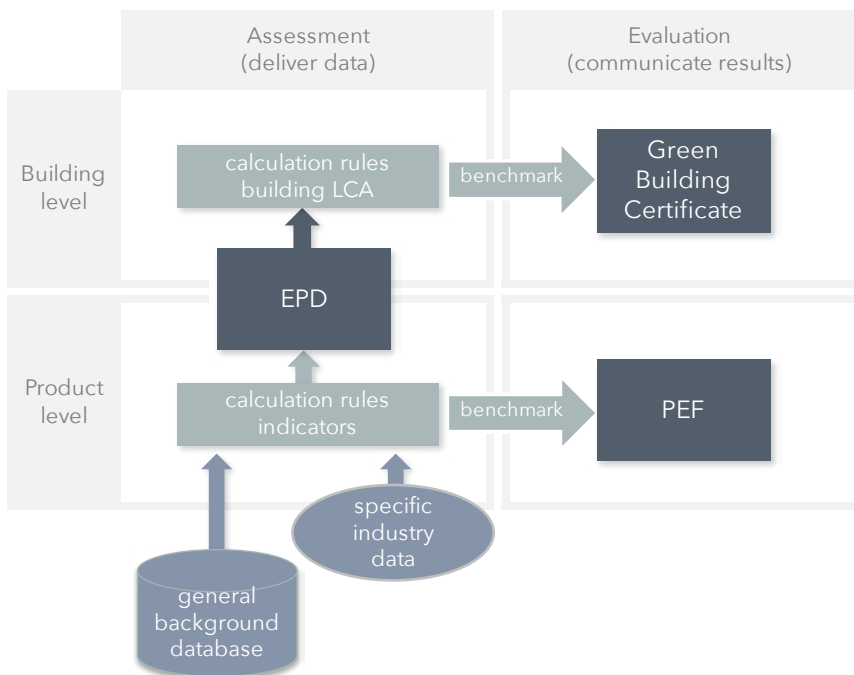 Assessment
(deliver data)
Evaluation
(communicate results)
Building
level
calculation rules
building LCA
benchmark
Green
Building
Certificate
EPD
Product
level
calculation rules
indicators
benchmark
PEF
specific
industry
data
general
background
database